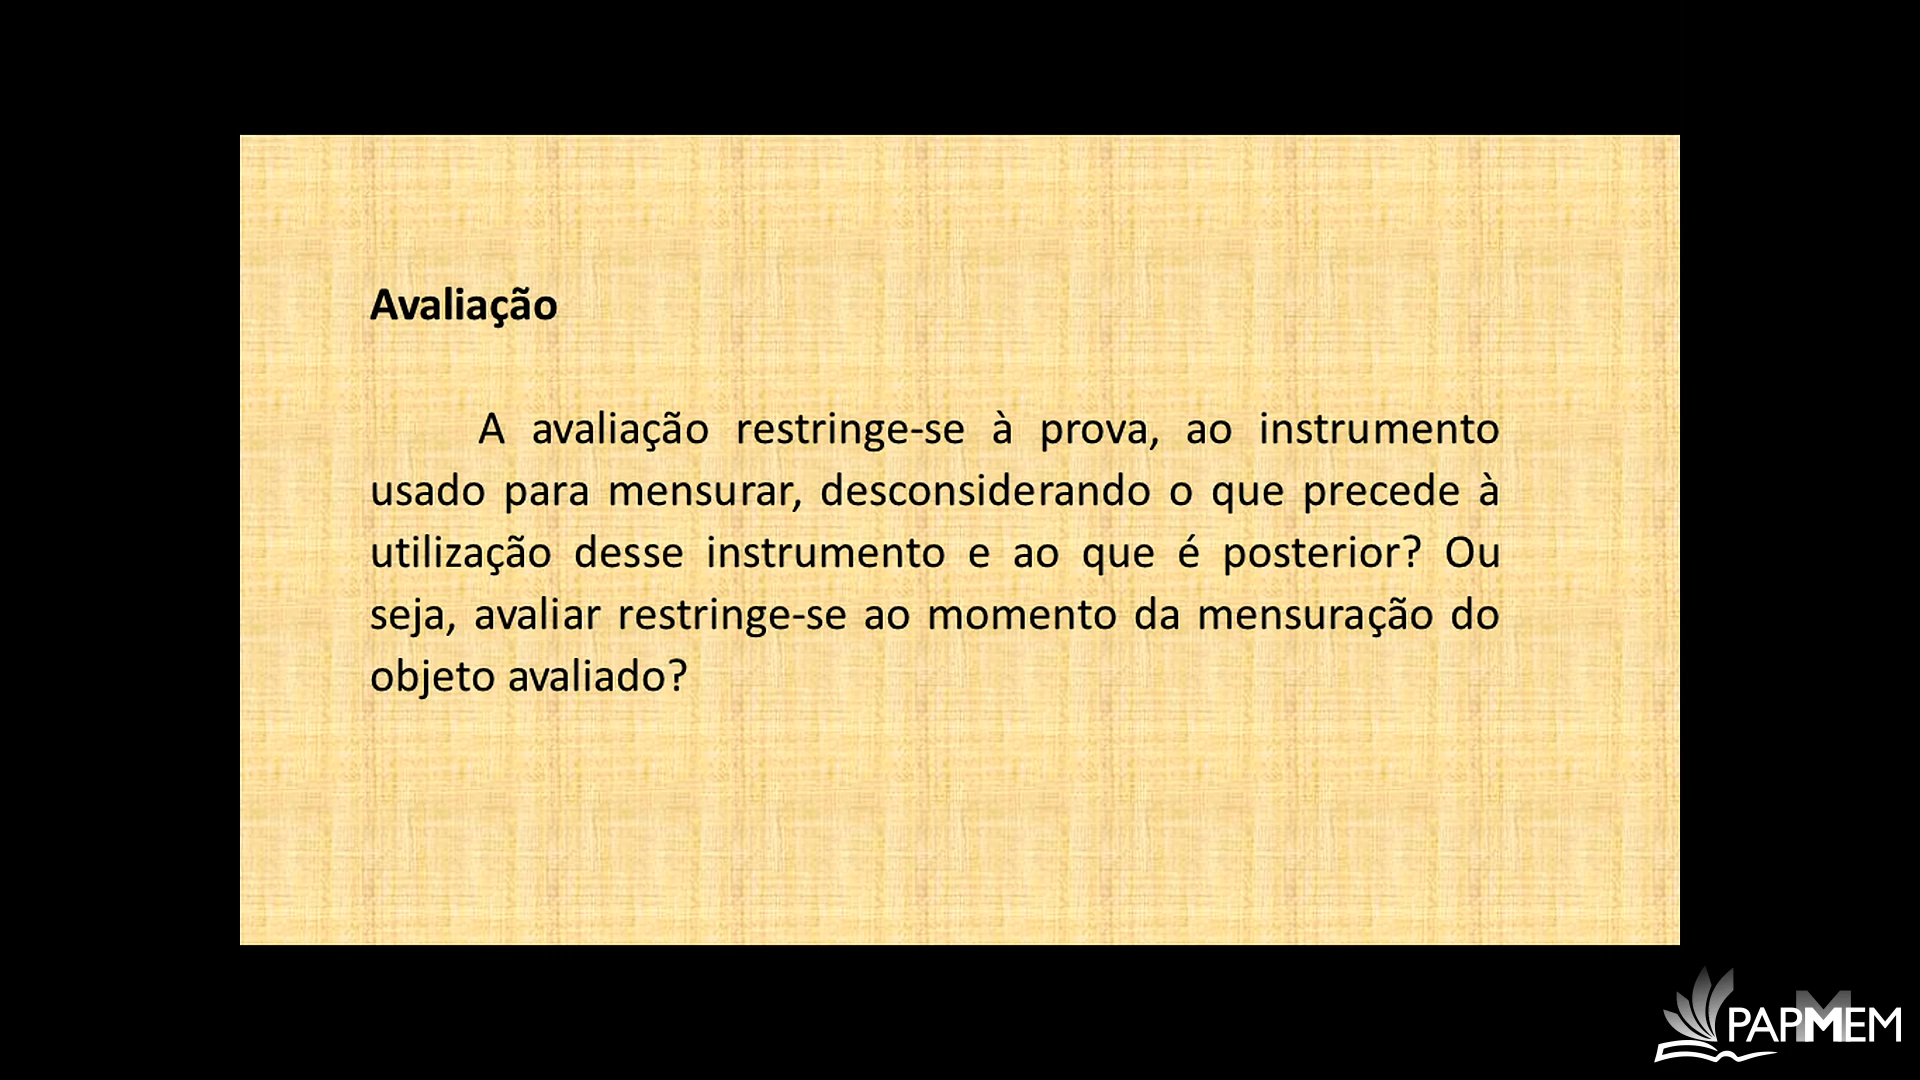 Avaliação
A avaliação restringe-se à prova, ao instrumento
usado para mensurar, desconsiderando o que precede à
utilização desse instrumento e ao que é posterior? Ou
seja, avaliar restringe-se ao momento da mensuração do
objeto avaliado?
PAPMEM